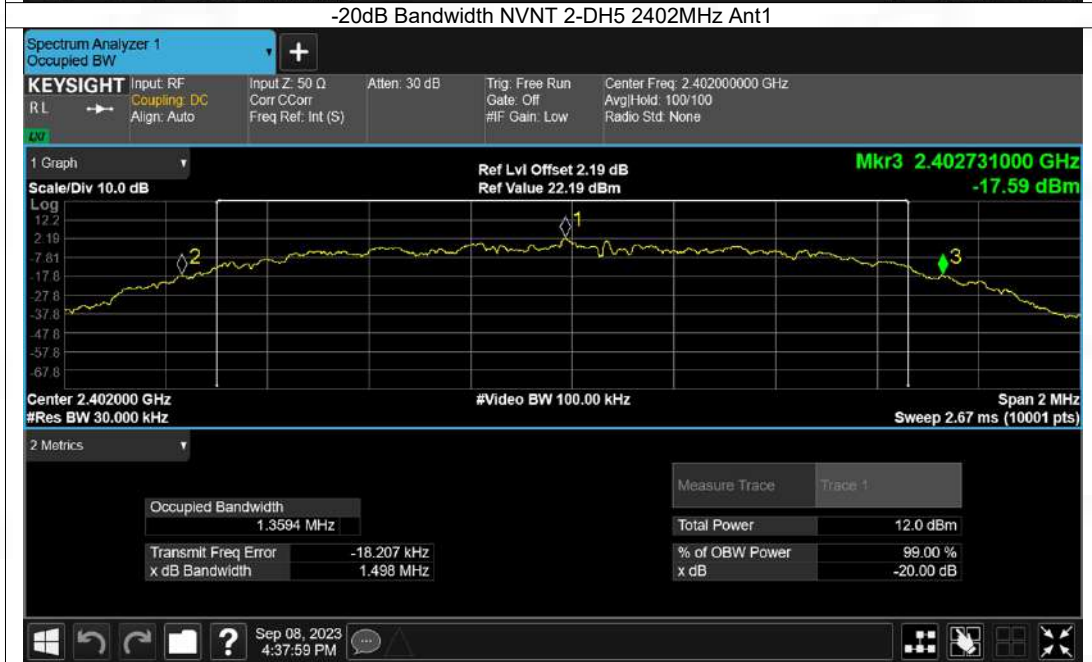 -20dB Bandwidth NVNT 2-DH5 2402MHz Ant1
Spectrum Analyzer 1
Occupied BW
+
KEYSIGHT Input: RF Input Z: 50 Ω Atten: 30 dB Trig: Free Run Center Freq: 2.402000000 GHz
RL Coupling: DC Corr CCorr Gate: Off Avg|Hold: 100/100
Align: Auto Freq Ref: Int (S) #IF Gain: Low Radio Std: None
LXI
1 Graph Ref Lvl Offset 2.19 dB Mkr3 2.402731000 GHz
Scale/Div 10.0 dB Ref Value 22.19 dBm -17.59 dBm
Log
12.2
2.19
-7.81
-17.8
-27.8
-37.8
-47.8
-57.8
-67.8
1
2
3
Center 2.402000 GHz #Video BW 100.00 kHz Span 2 MHz
#Res BW 30.000 kHz Sweep 2.67 ms (10001 pts)
2 Metrics
Measure Trace Trace 1
Occupied Bandwidth
1.3594 MHz Total Power 12.0 dBm
Transmit Freq Error -18.207 kHz % of OBW Power 99.00 %
x dB Bandwidth 1.498 MHz x dB -20.00 dB
? Sep 08, 2023
4:37:59 PM